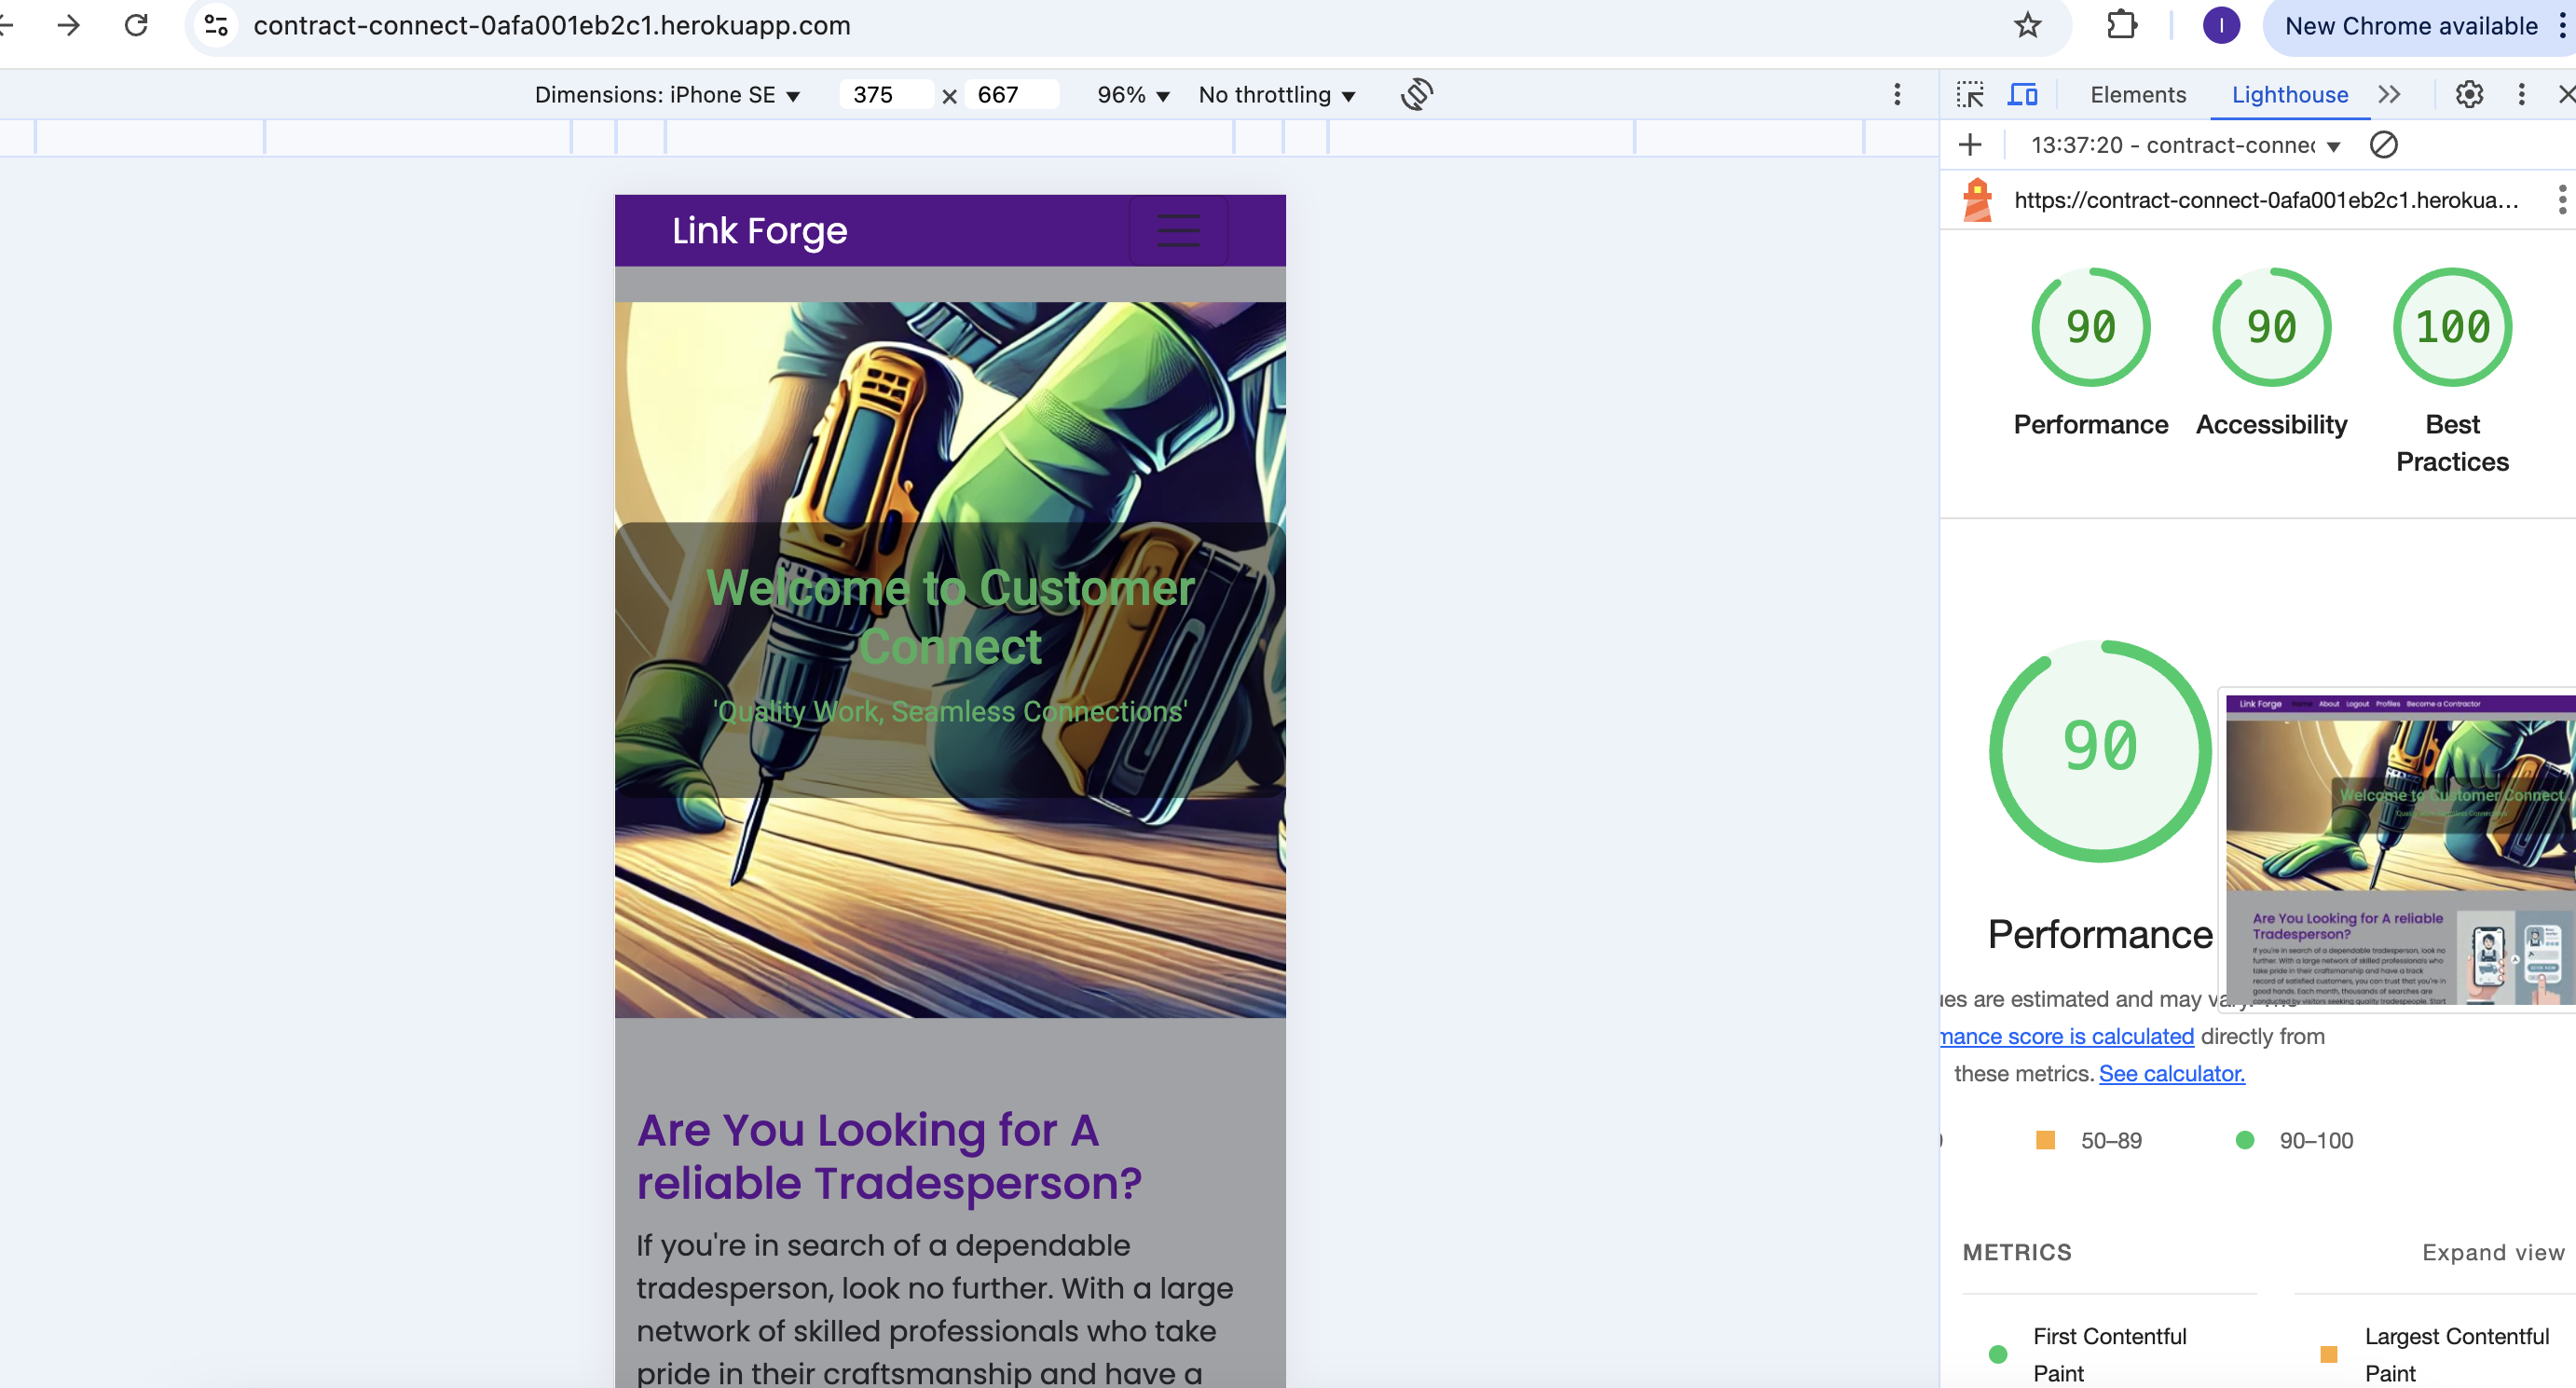 contract-connect-0afa001eb2c1.herokuapp.com
I
New Chrome available
Dimensions: iPhone SE
375 × 667
96%
No throttling
Elements
Lighthouse
13:37:20 - contract-connec
https://contract-connect-0afa001eb2c1.herokua...
Link Forge
Welcome to Customer
Connect
'Quality Work, Seamless Connections'
Are You Looking for A
reliable Tradesperson?
If you're in search of a dependable
tradesperson, look no further. With a large
network of skilled professionals who take
pride in their craftsmanship and have a
90
90
100
Performance
Accessibility
Best
Practices
90
Performance
Link Forge Home About Logout Profiles Become a Contractor
Welcome to Customer Connect
Are You Looking for A reliable
Tradesperson?
If you're in search of a dependable tradesperson, look no
further. With a large network of skilled professionals who
take pride in their craftsmanship and have a track
record of satisfied customers, you can trust that you're in
good hands. Each month, thousands of searches are
conducted by visitors seeking quality tradespeople. Start
ues are estimated and may vary. The
mance score is calculated directly from
these metrics. See calculator.
50–89
90–100
METRICS
Expand view
First Contentful
Paint
Largest Contentful
Paint